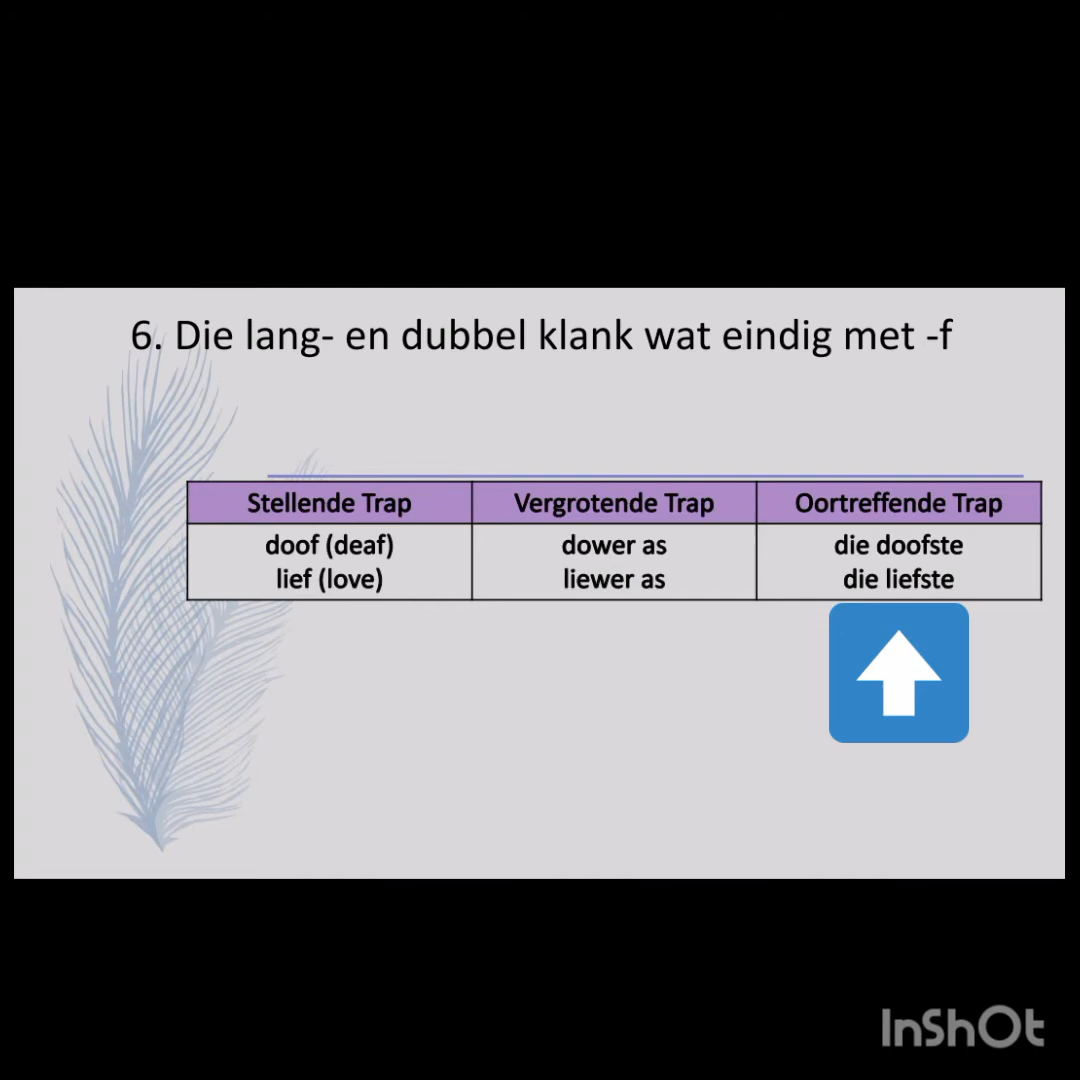 6. Die lang- en dubbel klank wat eindig met -f
Stellende Trap Vergrotende Trap Oortreffende Trap
doof (deaf) dower as die doofste
lief (love) liewer as die liefste
InShOt